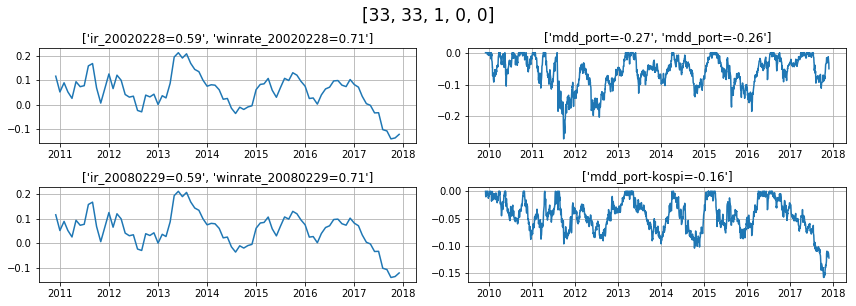 [33, 33, 1, 0, 0]
['ir_20020228=0.59', 'winrate_20020228=0.71']
0.2
0.1
0.0
−0.1
2011 2012 2013 2014 2015 2016 2017 2018
['mdd_port=-0.27', 'mdd_port=-0.26']
0.0
−0.1
−0.2
2010 2011 2012 2013 2014 2015 2016 2017 2018
['ir_20080229=0.59', 'winrate_20080229=0.71']
0.2
0.1
0.0
−0.1
2011 2012 2013 2014 2015 2016 2017 2018
['mdd_port-kospi=-0.16']
0.00
−0.05
−0.10
−0.15
2010 2011 2012 2013 2014 2015 2016 2017 2018